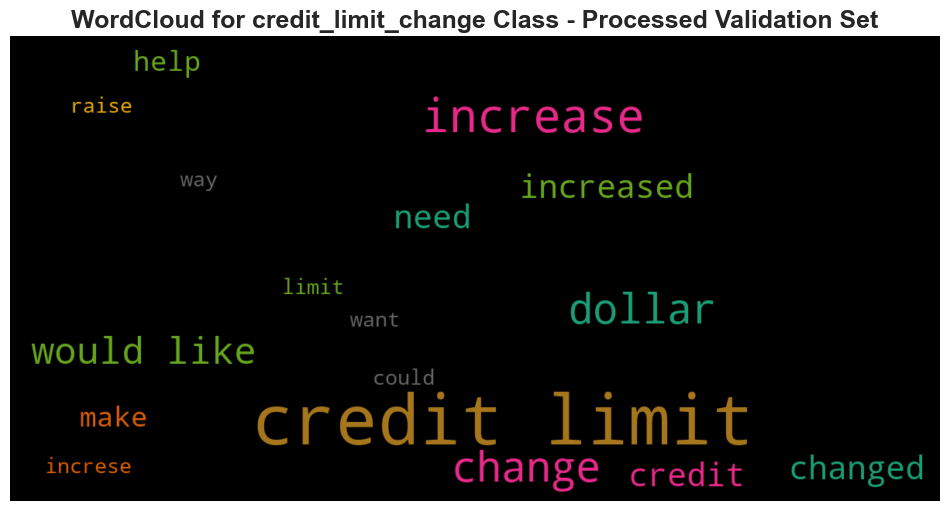 WordCloud for credit_limit_change Class - Processed Validation Set
help
raise
increase
way
increased
need
limit
dollar
want
would like
could
make
credit limit
increse
change
credit
changed